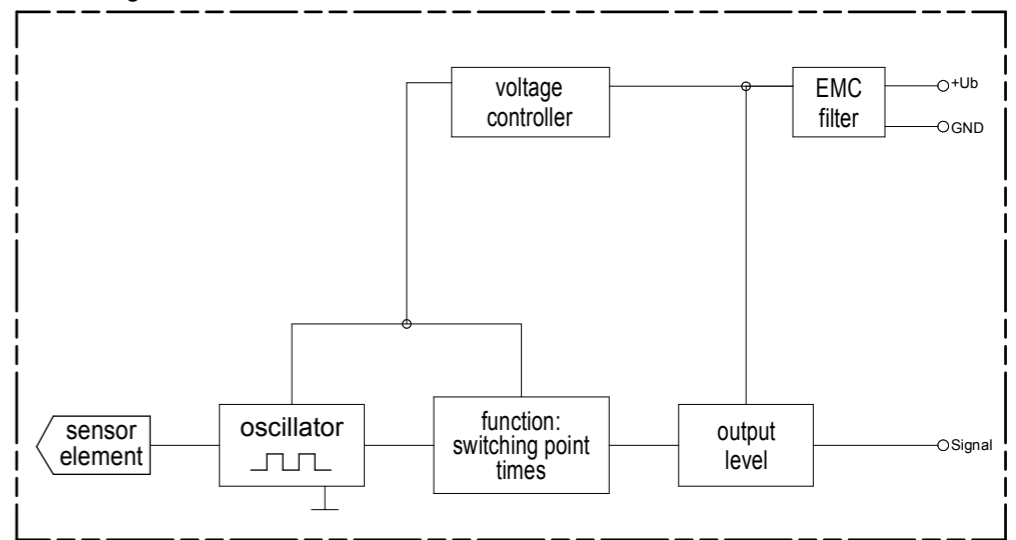 voltage
controller
EMC
filter
+Ub
GND
sensor
element
oscillator
function:
switching point
times
output
level
Signal